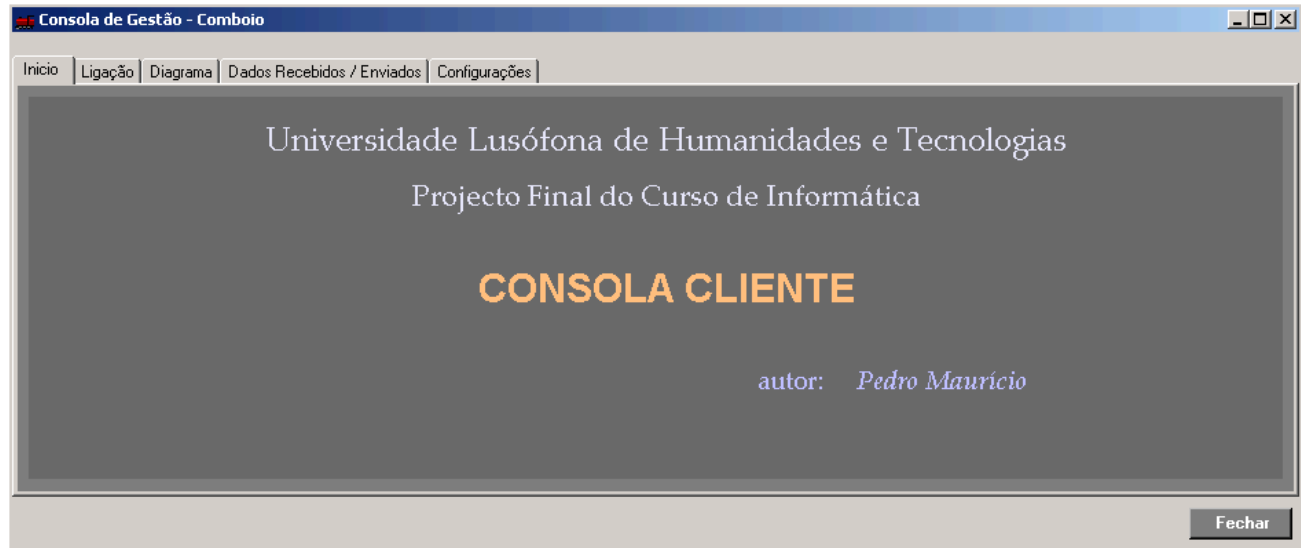 Consola de Gestão - Comboio
Inicio Ligação Diagrama Dados Recebidos / Enviados Configurações
Universidade Lusófona de Humanidades e Tecnologias
Projecto Final do Curso de Informática
CONSOLA CLIENTE
autor: Pedro Maurício
Fechar